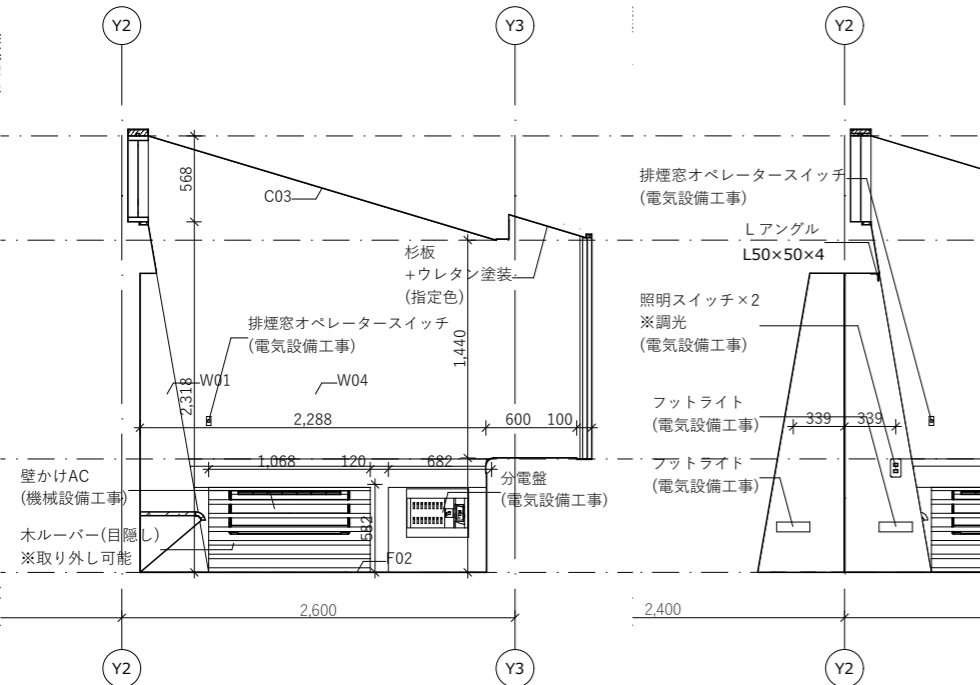 Y2
Y3
Y2
568
C03
杉板
+ウレタン塗装
(指定色)
排煙窓オペレータースイッチ
(電気設備工事)
1,440
W01
W04
2,318
2,288
600
100
1,068
120
682
壁かけAC
(機械設備工事)
分電盤
(電気設備工事)
木ルーバー(目隠し)
※取り外し可能
582
F02
2,600
Y2
Y3
排煙窓オペレータースイッチ
(電気設備工事)
L アングル
L50×50×4
照明スイッチ×2
※調光
(電気設備工事)
フットライト
(電気設備工事)
339
339
フットライト
(電気設備工事)
2,400
Y2